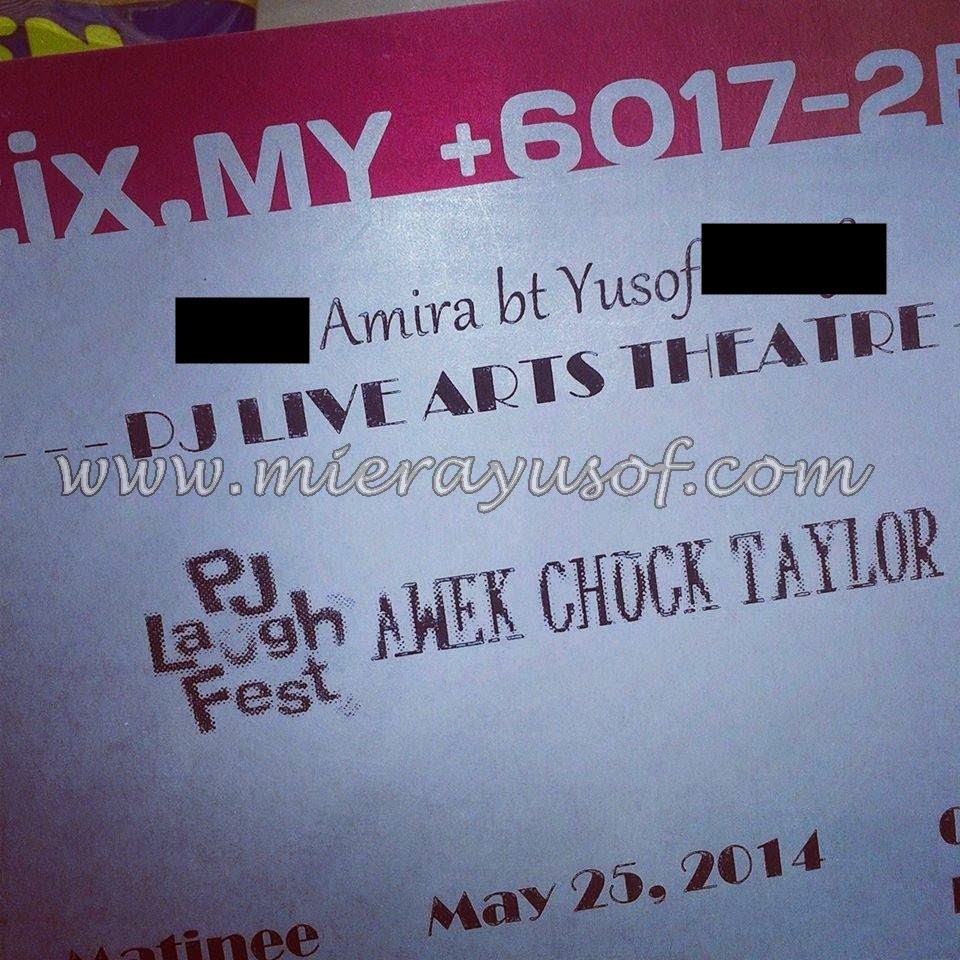 ix.MY +6017-2
Amira bt Yusof
PJ LIVE ARTS THEATRE
www.mierayusof.com
PJ
Laugh
Fest
AWEK CHUCK TAYLOR
May 25, 2014
Matinee